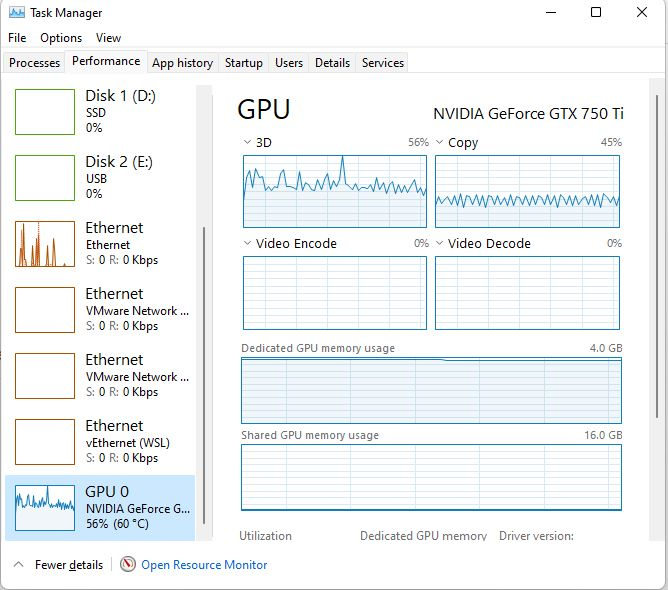 Task Manager
File Options View
Processes Performance App history Startup Users Details Services
Disk 1 (D:)
SSD
0%
Disk 2 (E:)
USB
0%
Ethernet
Ethernet
S: 0 R: 0 Kbps
Ethernet
VMware Network ...
S: 0 R: 0 Kbps
Ethernet
VMware Network ...
S: 0 R: 0 Kbps
Ethernet
vEthernet (WSL)
S: 0 R: 0 Kbps
GPU 0
NVIDIA GeForce G...
56% (60 °C)
GPU NVIDIA GeForce GTX 750 Ti
3D 56% Copy 45%
Video Encode 0% Video Decode 0%
Dedicated GPU memory usage 4.0 GB
Shared GPU memory usage 16.0 GB
Utilization Dedicated GPU memory Driver version:
Fewer details Open Resource Monitor